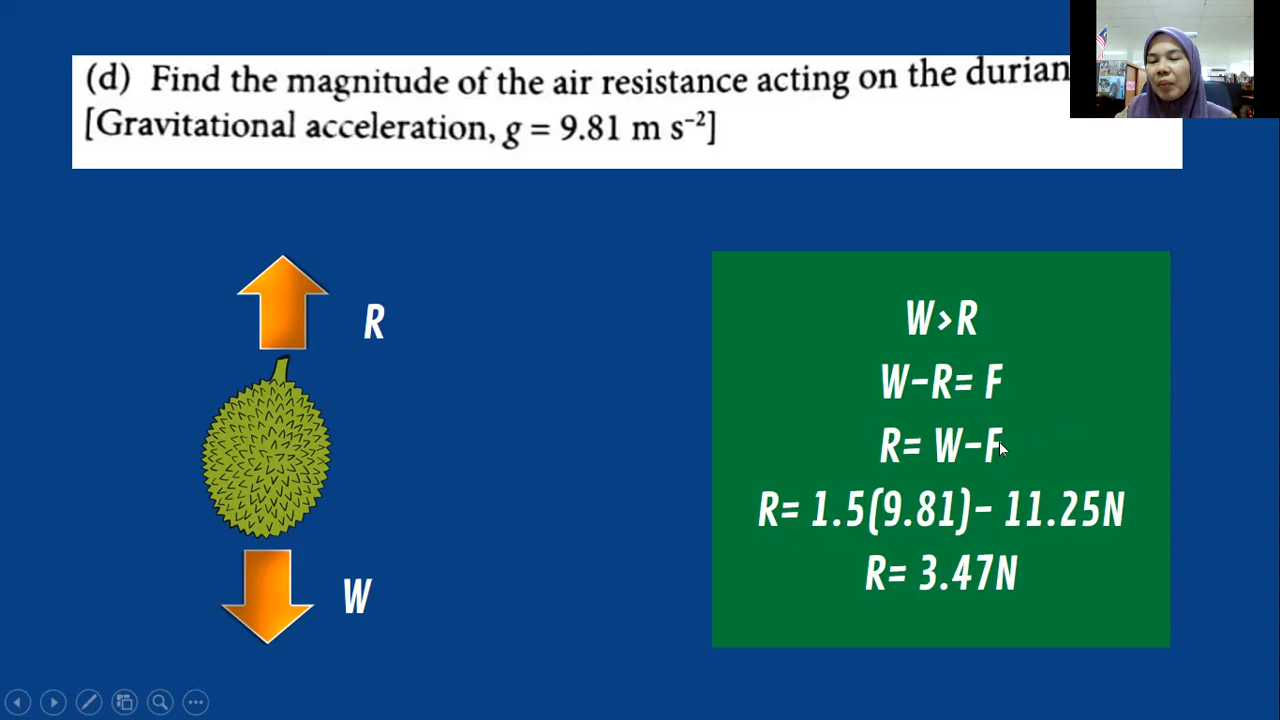 (d) Find the magnitude of the air resistance acting on the durian
[Gravitational acceleration, g = 9.81 m s⁻²]
R
W
W>R
W-R= F
R= W-F
R= 1.5(9.81)- 11.25N
R= 3.47N